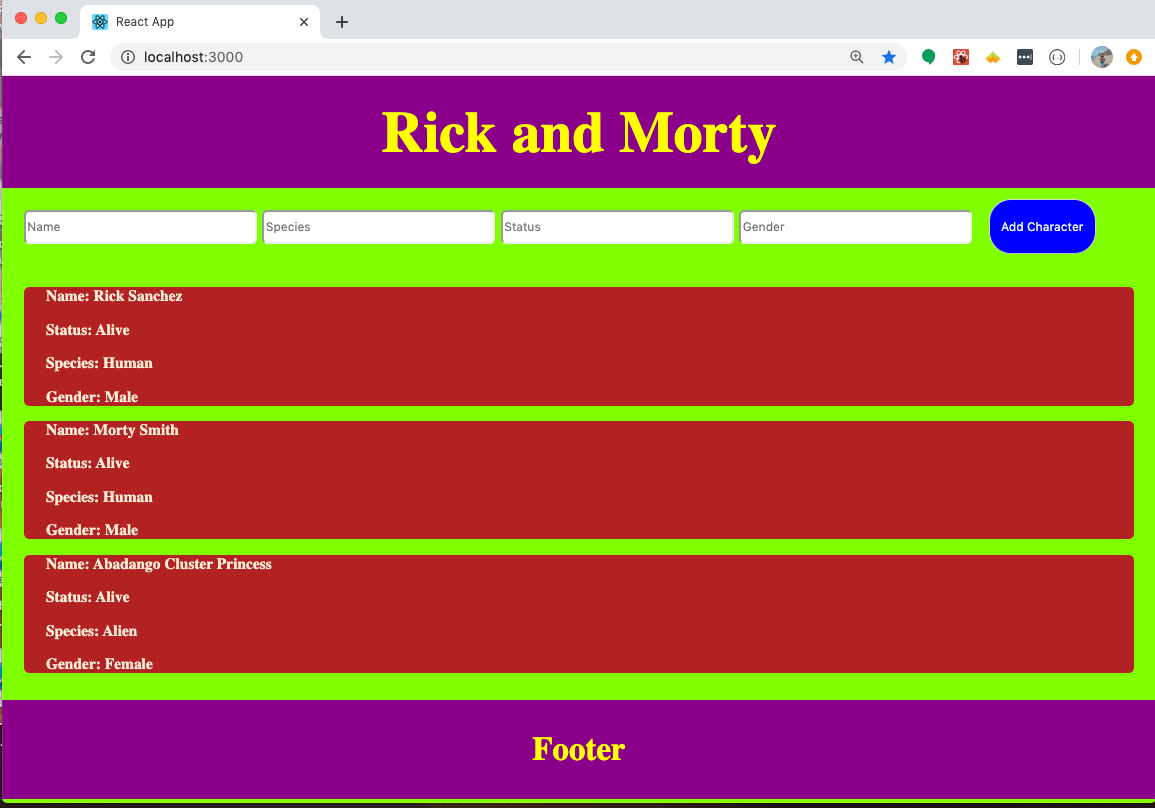 React App
localhost:3000
Rick and Morty
Name Species Status Gender Add Character
Name: Rick Sanchez
Status: Alive
Species: Human
Gender: Male
Name: Morty Smith
Status: Alive
Species: Human
Gender: Male
Name: Abadango Cluster Princess
Status: Alive
Species: Alien
Gender: Female
Footer